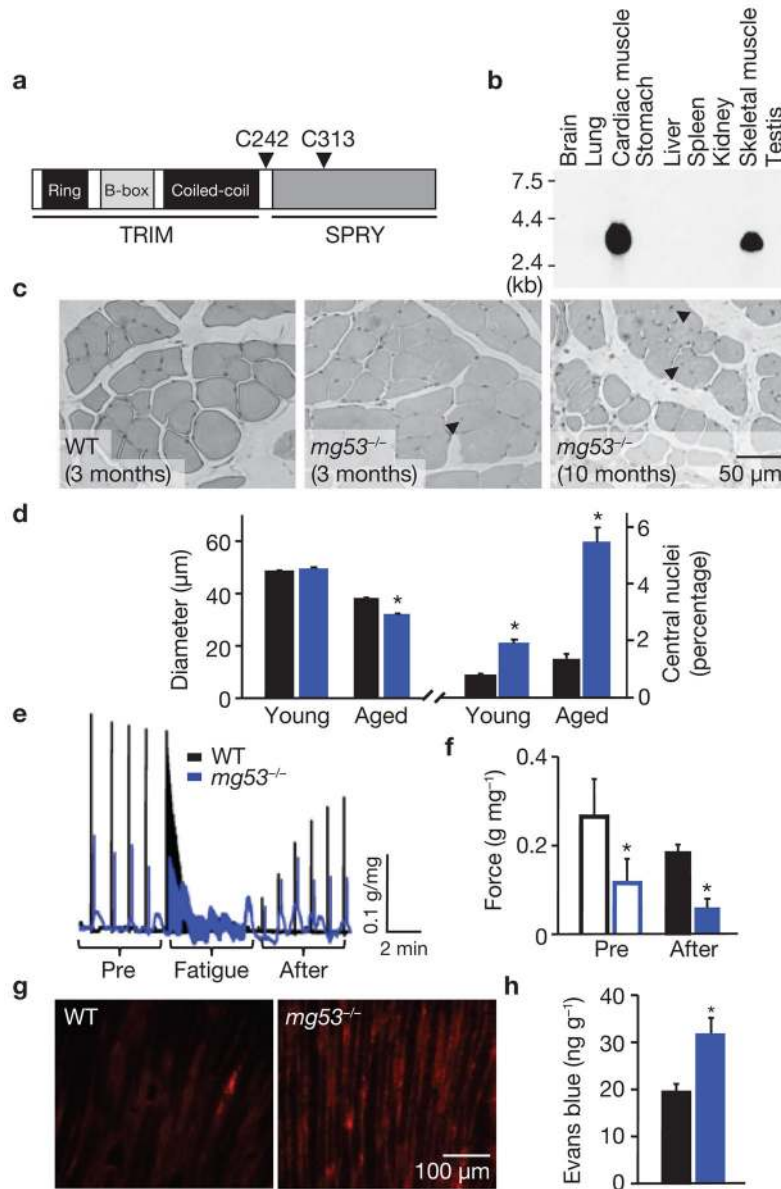 a
C242
C313
Ring
B-box
Coiled-coil
TRIM
SPRY
b
Brain
Lung
Cardiac muscle
Stomach
Liver
Spleen
Kidney
Skeletal muscle
Testis
7.5
4.4
2.4
(kb)
c
WT
(3 months)
mg53−/−
(3 months)
mg53−/−
(10 months)
50 µm
d
Diameter (µm)
60
40
20
0
Young
Aged
Young
Aged
*
*
*
6
4
2
0
Central nuclei
(percentage)
e
WT
mg53−/−
0.1 g/mg
2 min
Pre
Fatigue
After
f
Force (g mg−1)
0.4
0.2
0
*
*
Pre
After
g
WT
mg53−/−
100 µm
h
Evans blue (ng g−1)
40
30
20
10
0
*